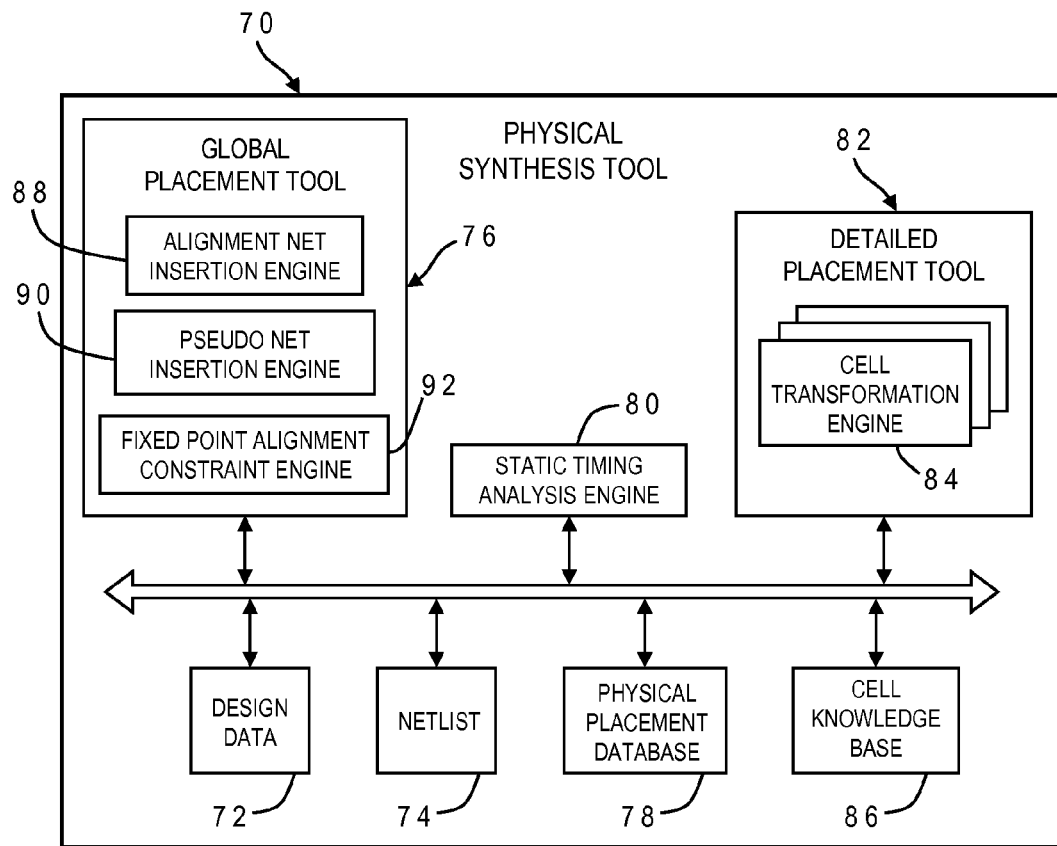 70
PHYSICAL
SYNTHESIS TOOL
GLOBAL
PLACEMENT TOOL
88
ALIGNMENT NET
INSERTION ENGINE
76
90
PSEUDO NET
INSERTION ENGINE
92
FIXED POINT ALIGNMENT
CONSTRAINT ENGINE
80
STATIC TIMING
ANALYSIS ENGINE
82
DETAILED
PLACEMENT TOOL
CELL
TRANSFORMATION
ENGINE
84
DESIGN
DATA
72
NETLIST
74
PHYSICAL
PLACEMENT
DATABASE
78
CELL
KNOWLEDGE
BASE
86